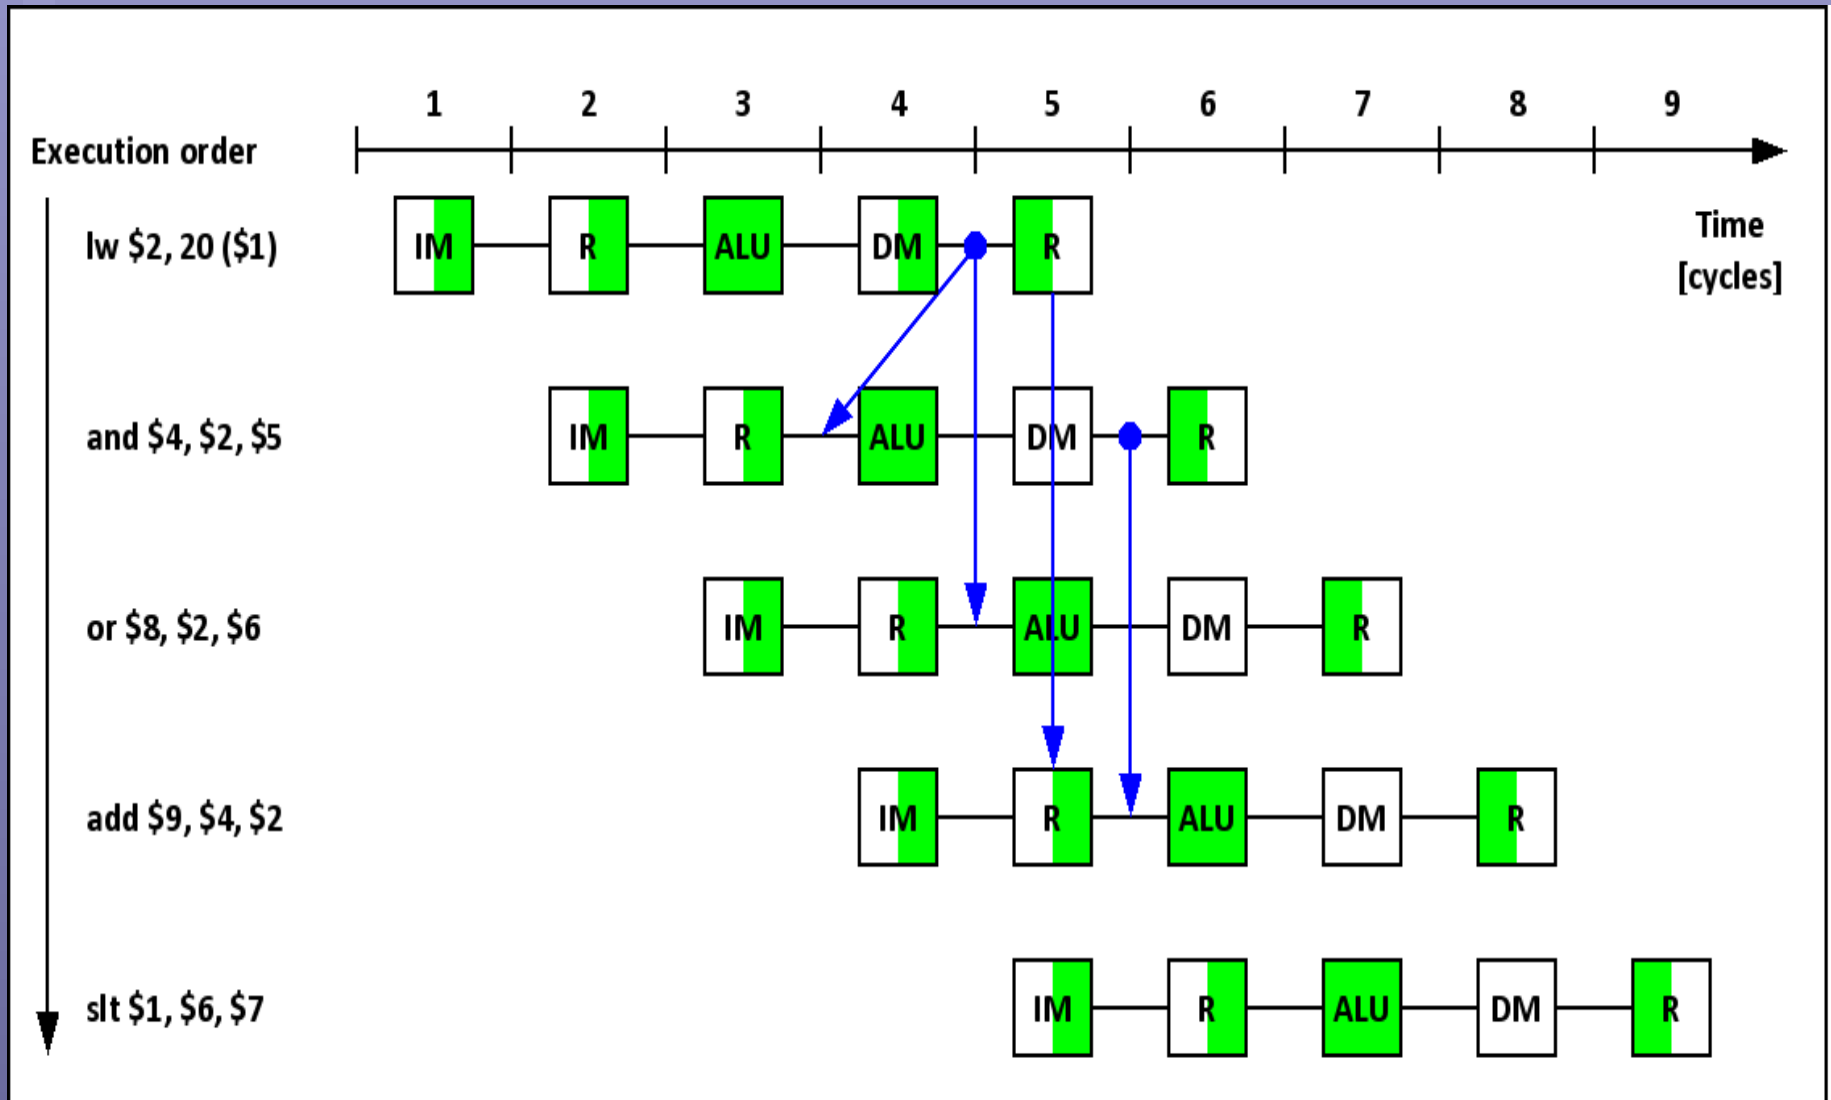 1 2 3 4 5 6 7 8 9
Execution order
Time
[cycles]
lw $2, 20 ($1) IM R ALU DM R
and $4, $2, $5 IM R ALU DM R
or $8, $2, $6 IM R ALU DM R
add $9, $4, $2 IM R ALU DM R
slt $1, $6, $7 IM R ALU DM R